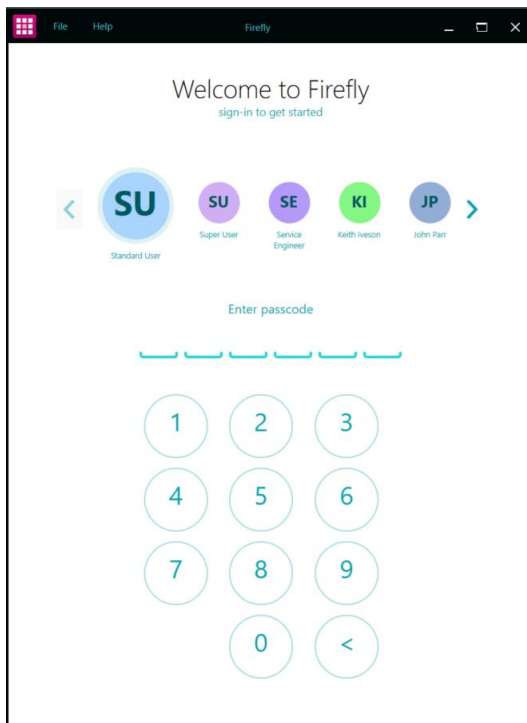 File Help Firefly
Welcome to Firefly
sign-in to get started
SU SU SE KI JP
Standard User
Super User
Service
Engineer
Keith Iveson
John Parr
Enter passcode
1 2 3
4 5 6
7 8 9
0 <